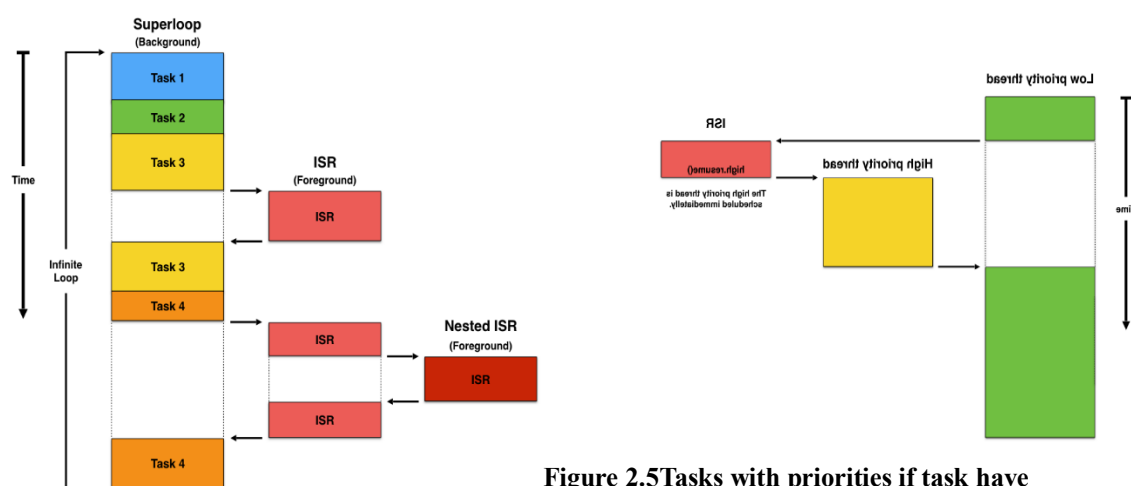 Superloop
(Background)
Task 1
Task 2
Task 3
Time
ISR
(Foreground)
ISR
Infinite
Loop
Task 3
Task 4
ISR
Nested ISR
(Foreground)
ISR
ISR
Task 4
Low priority thread
ISR
high.resume()
High priority thread
The high priority thread is
scheduled immediately.
ime
Figure 2.5Tasks with priorities if task have